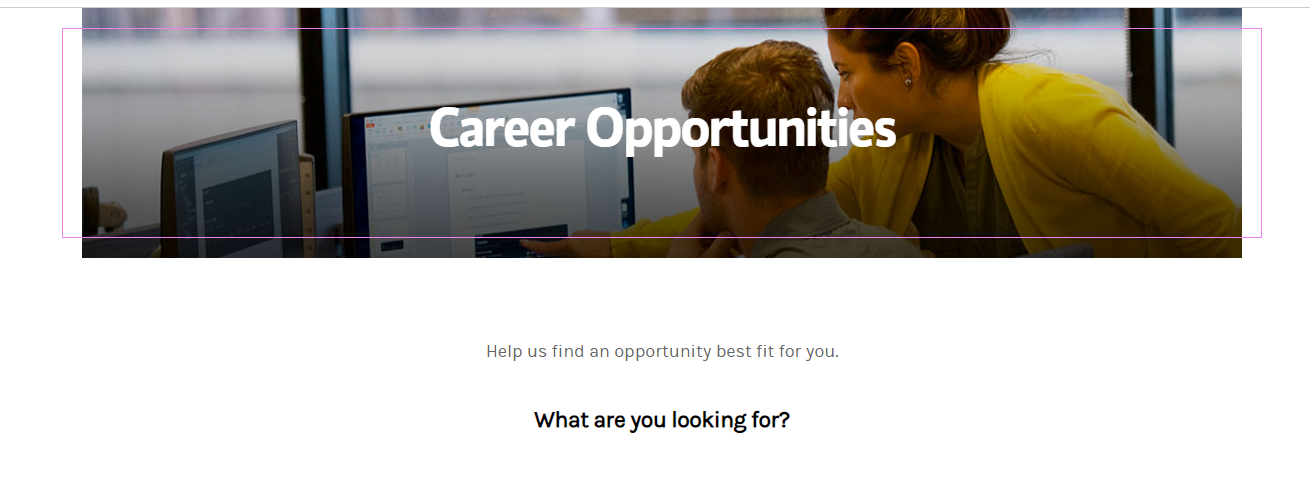 Career Opportunities
Help us find an opportunity best fit for you.
What are you looking for?